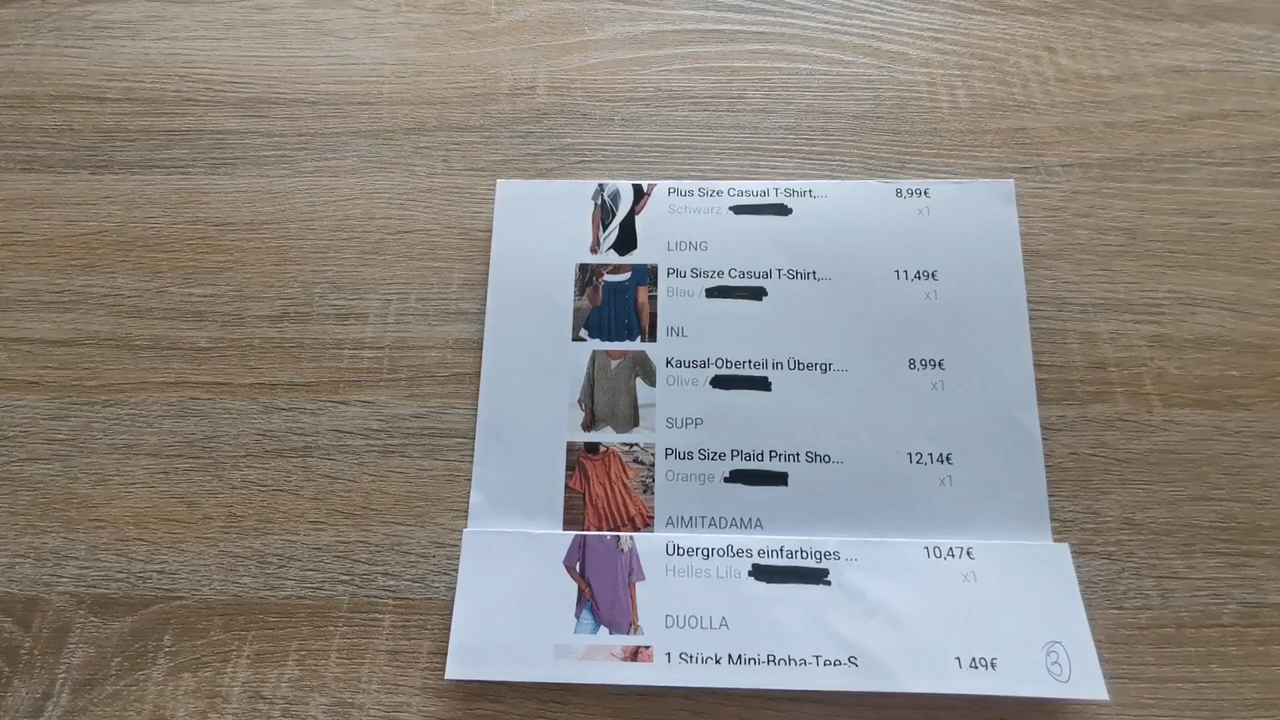 Plus Size Casual T-Shirt,... 8,99€
Schwarz / x1
LIDNG
Plu Sisze Casual T-Shirt,... 11,49€
Blau / x1
INL
Kausal-Oberteil in Übergr.... 8,99€
Olive / x1
SUPP
Plus Size Plaid Print Sho... 12,14€
Orange / x1
AIMITADAMA
Übergroßes einfarbiges ... 10,47€
Helles Lila x1
DUOLLA
1 Stück Mini-Boba-Tee-S 1,49€
3